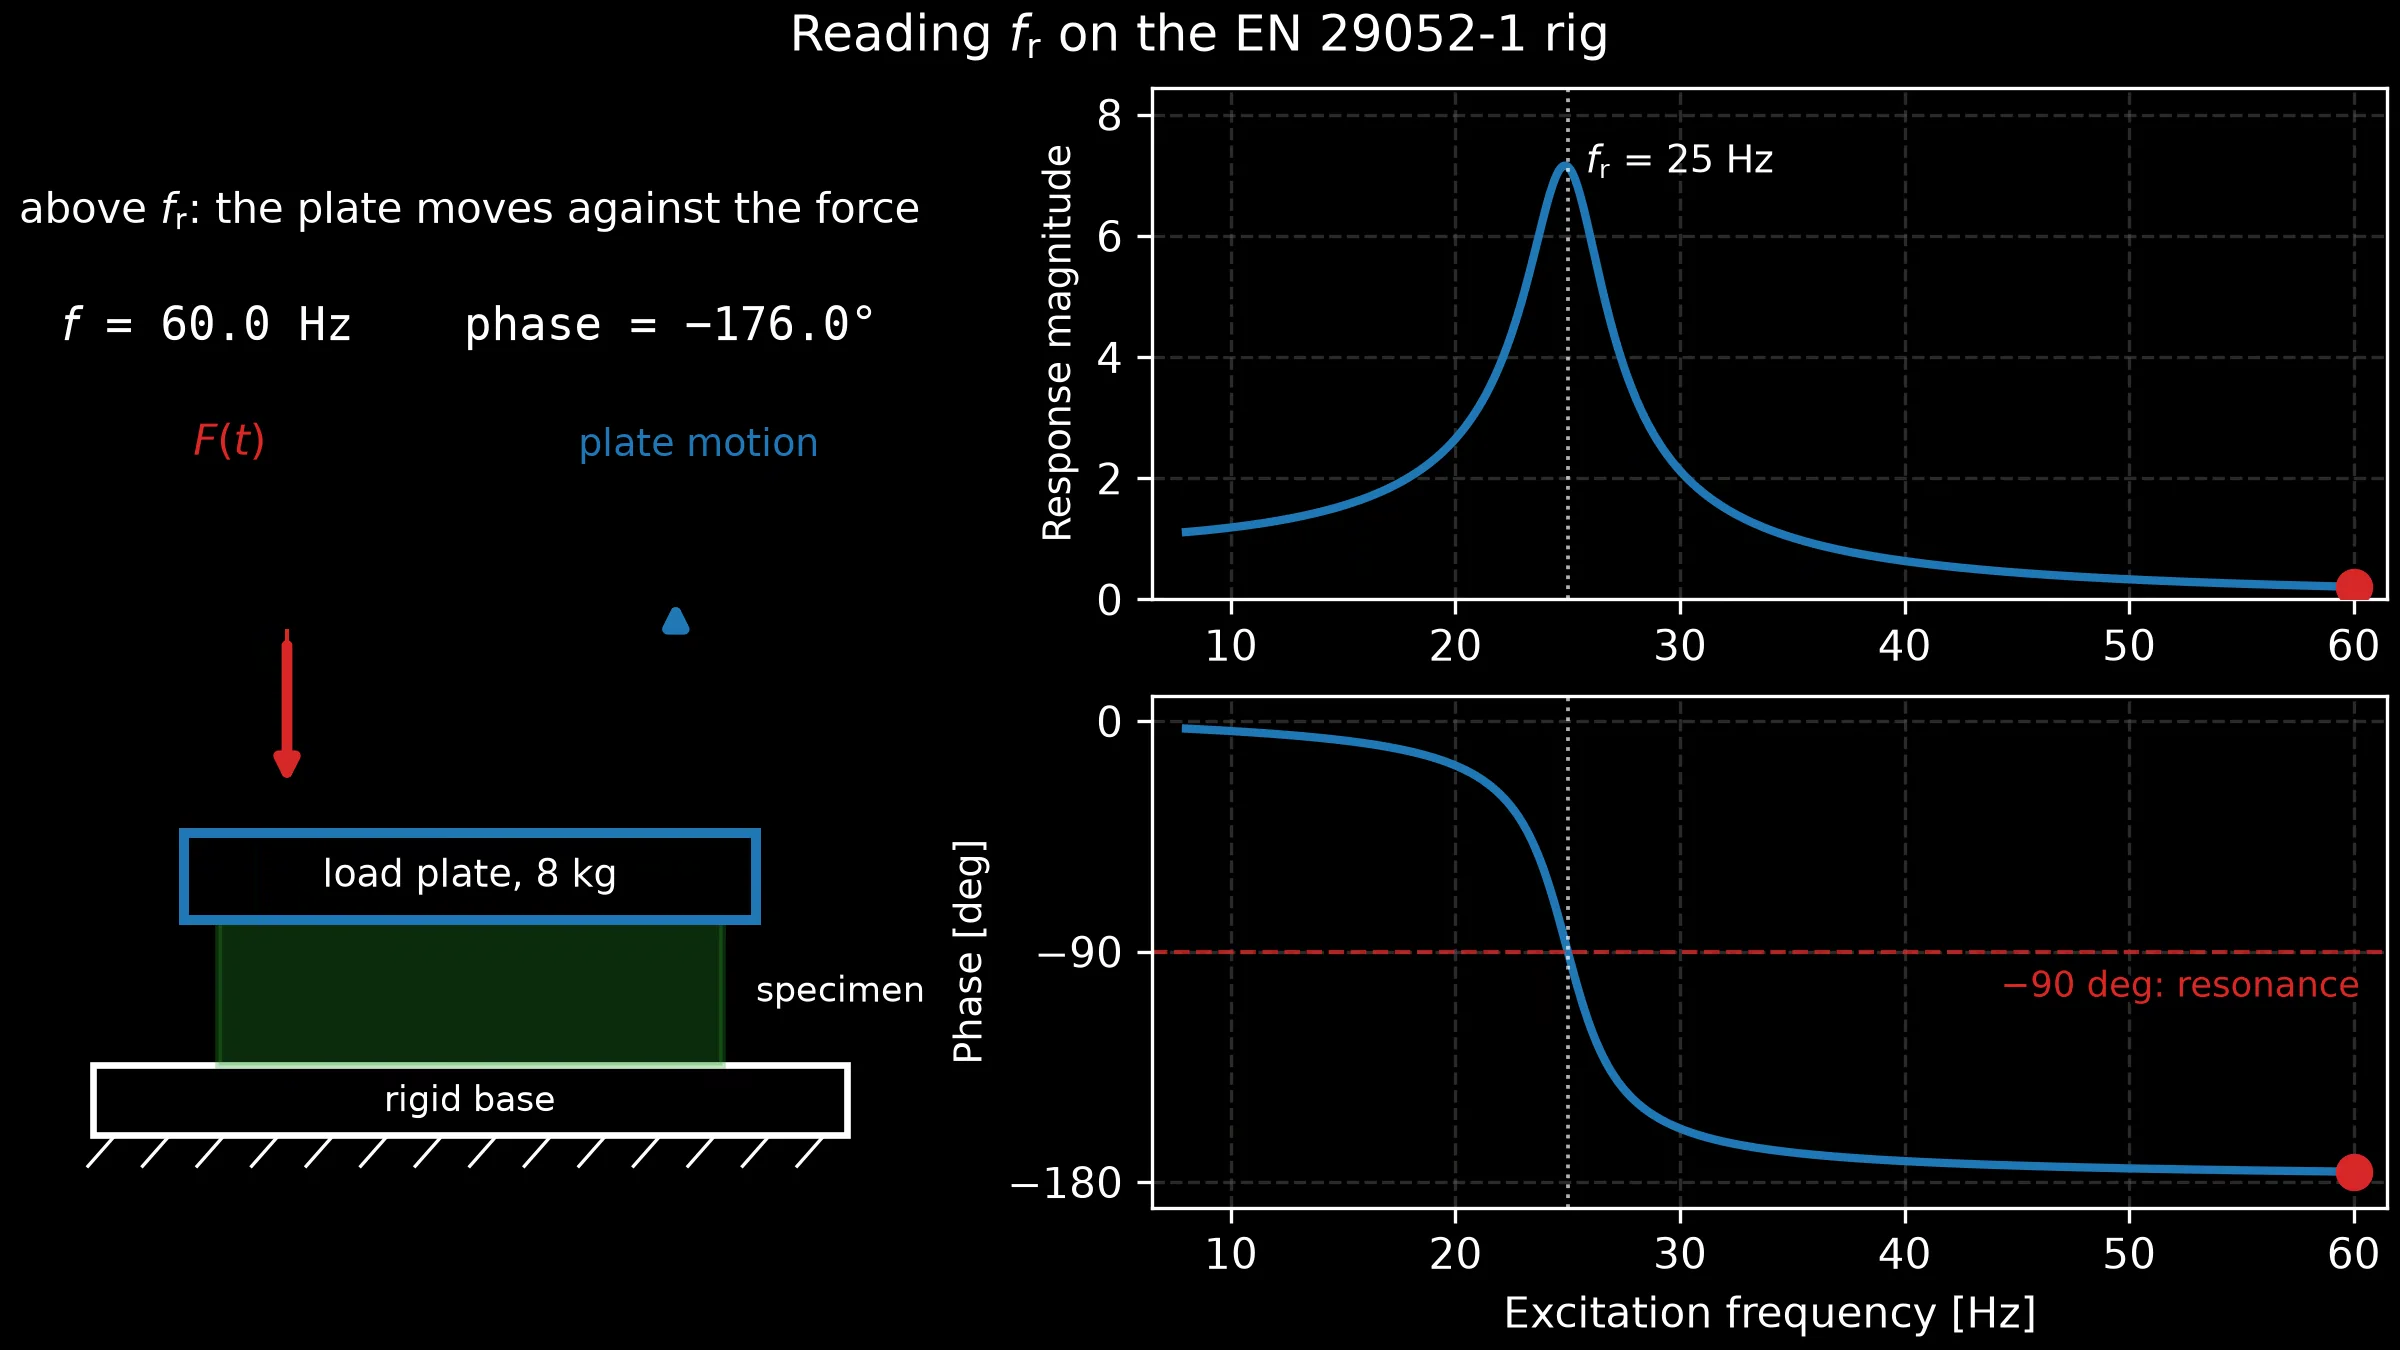 Reading fr on the EN 29052-1 rig
above fr: the plate moves against the force
f = 60.0 Hz phase = −176.0°
F(t) plate motion
load plate, 8 kg
specimen
rigid base
Response magnitude
8
6
4
2
0
fr = 25 Hz
10 20 30 40 50 60
Phase [deg]
0
−90
−180
−90 deg: resonance
10 20 30 40 50 60
Excitation frequency [Hz]